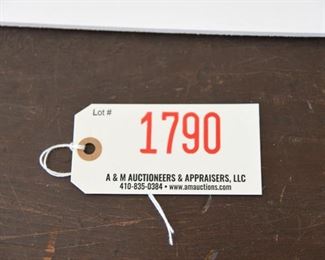 Lot #
1790
A & M AUCTIONEERS & APPRAISERS, LLC
410-835-0384 • www.amauctions.com